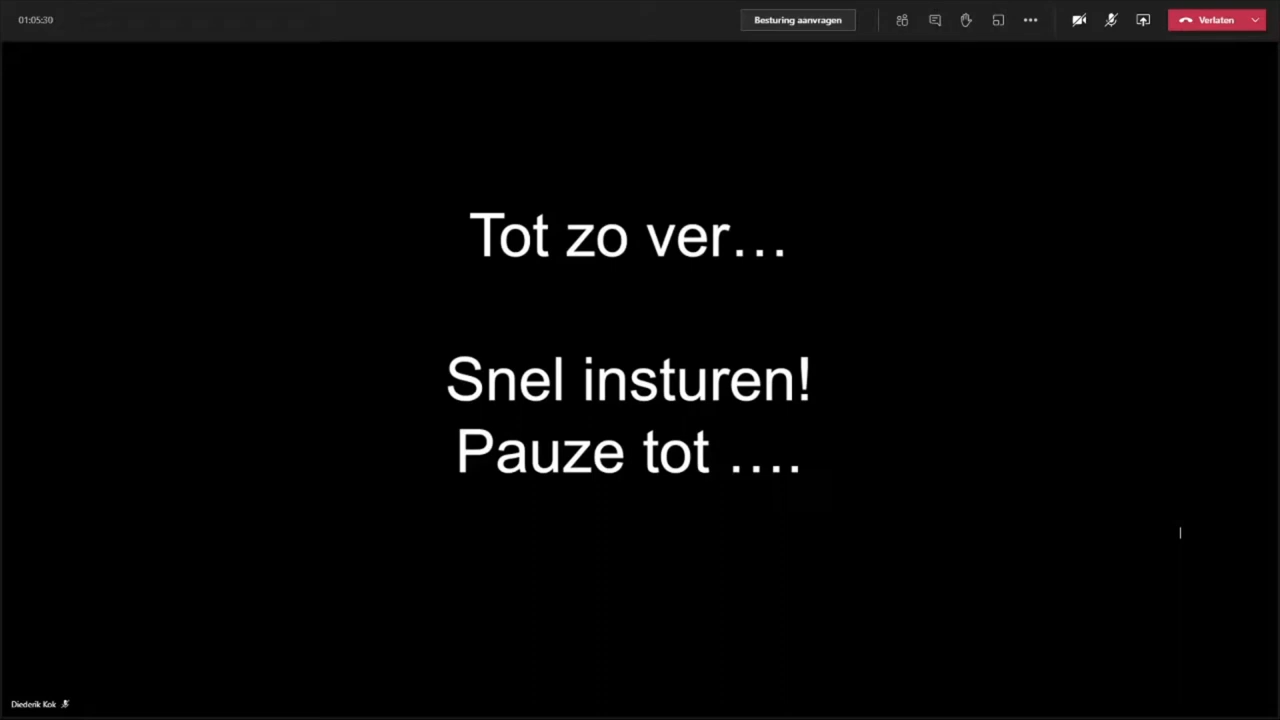 01:05:30
Besturing aanvragen
Verlaten
Tot zo ver…
Snel insturen!
Pauze tot ….
Diederik Kok